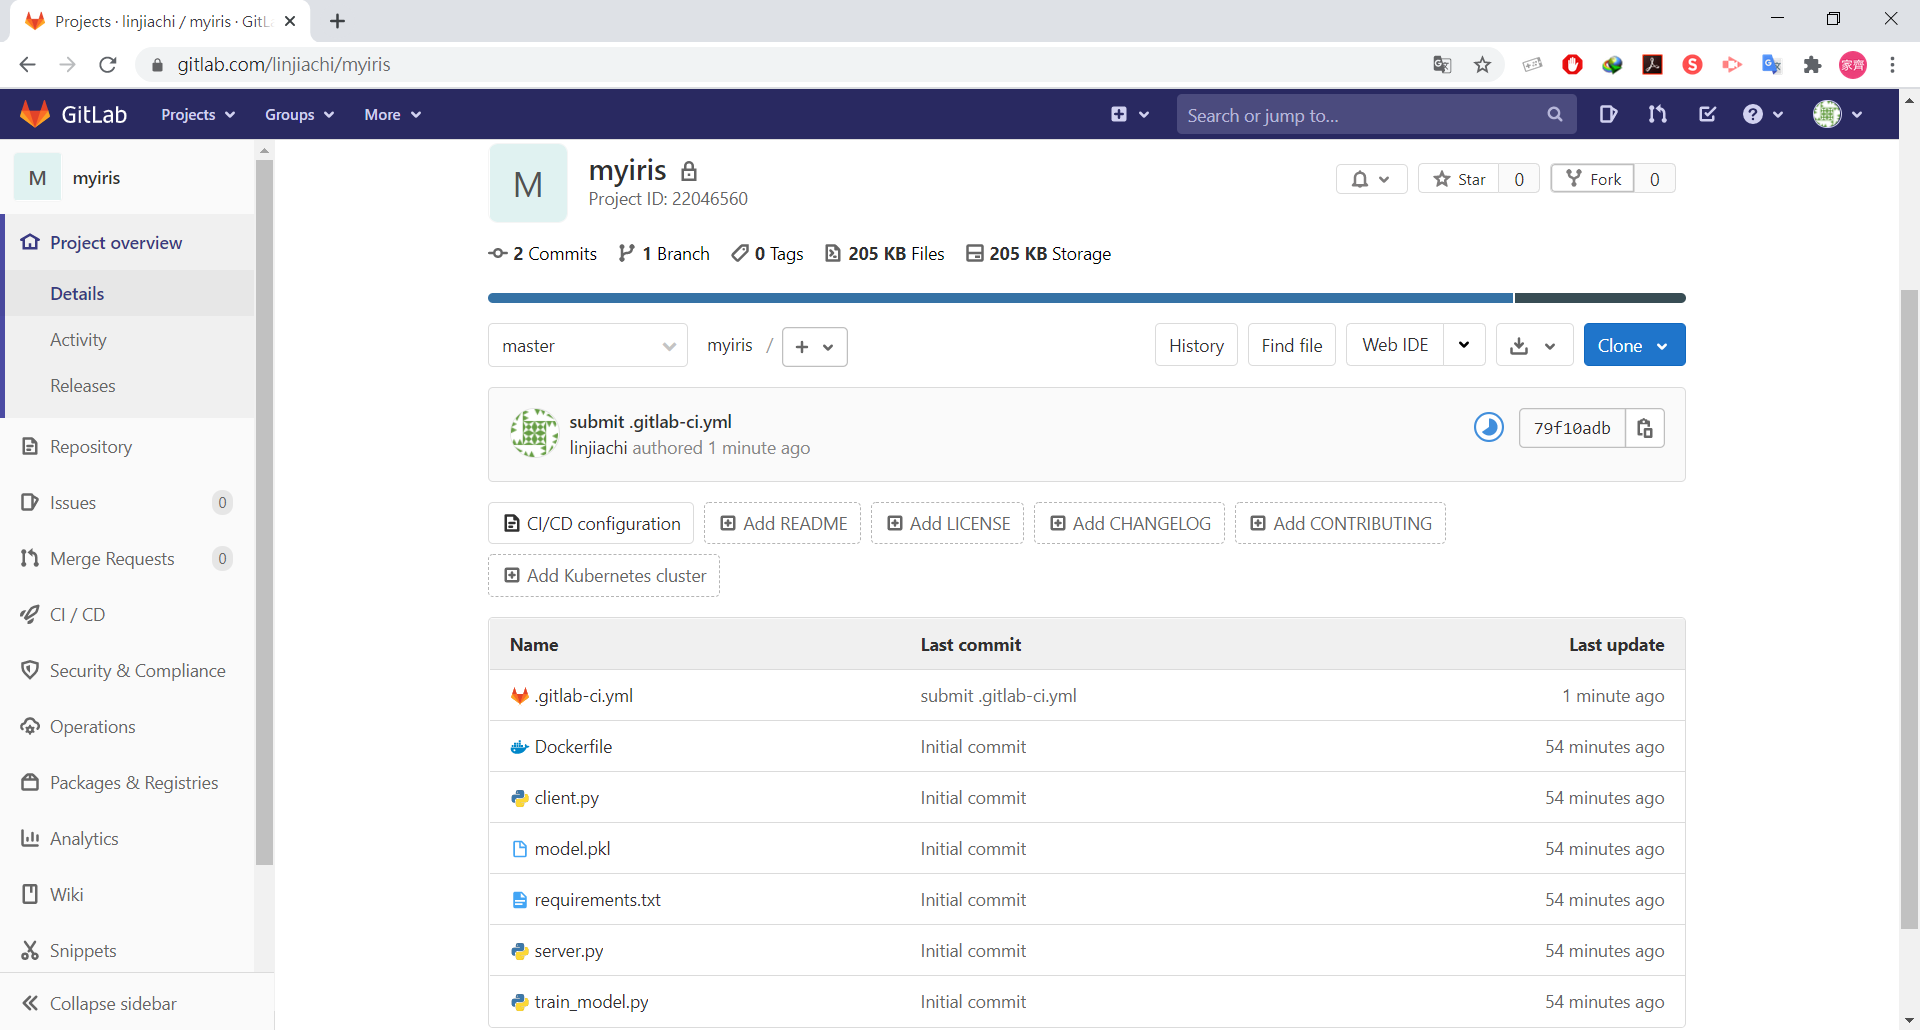 Projects · linjiachi / myiris · GitL
gitlab.com/linjiachi/myiris
家齊
GitLab
Projects
Groups
More
Search or jump to...
M
myiris
Project overview
Details
Activity
Releases
Repository
Issues
0
Merge Requests
0
CI / CD
Security & Compliance
Operations
Packages & Registries
Analytics
Wiki
Snippets
Collapse sidebar
M
myiris
Project ID: 22046560
Star
0
Fork
0
2 Commits
1 Branch
0 Tags
205 KB Files
205 KB Storage
master
myiris /
+
History
Find file
Web IDE
Clone
submit .gitlab-ci.yml
linjiachi authored 1 minute ago
79f10adb
CI/CD configuration
Add README
Add LICENSE
Add CHANGELOG
Add CONTRIBUTING
Add Kubernetes cluster
Name Last commit Last update
.gitlab-ci.yml submit .gitlab-ci.yml 1 minute ago
Dockerfile Initial commit 54 minutes ago
client.py Initial commit 54 minutes ago
model.pkl Initial commit 54 minutes ago
requirements.txt Initial commit 54 minutes ago
server.py Initial commit 54 minutes ago
train_model.py Initial commit 54 minutes ago